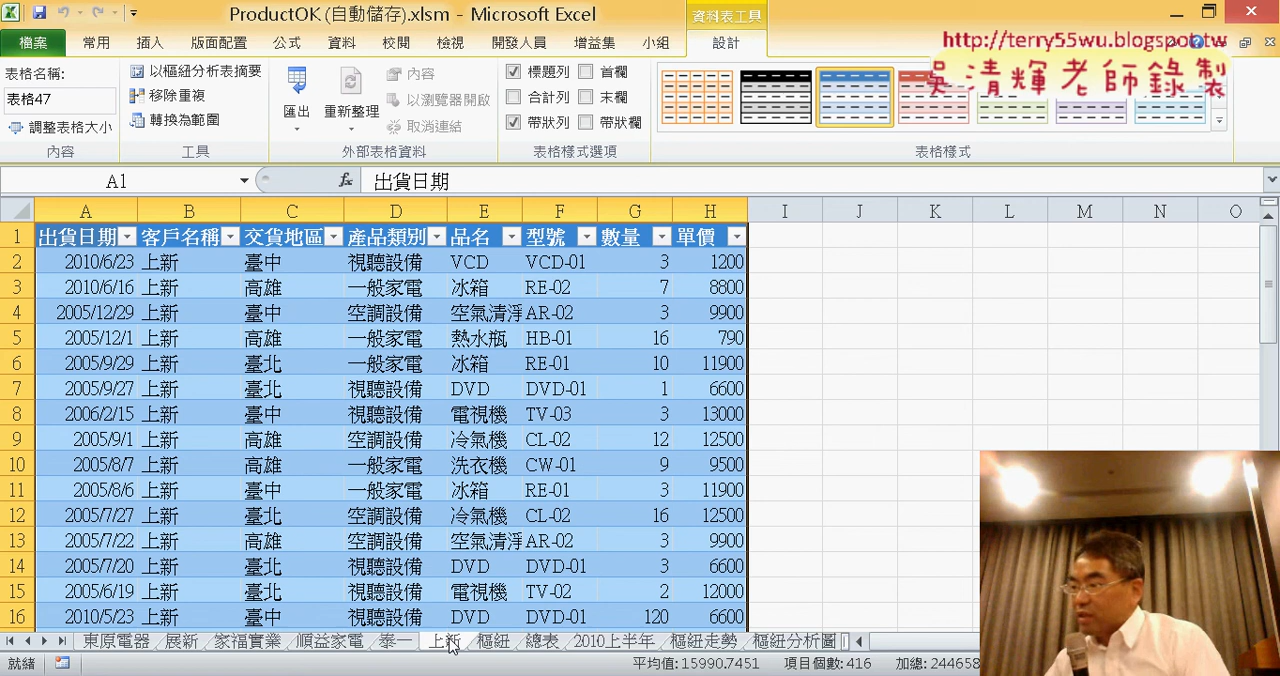 ProductOK (自動儲存).xlsm - Microsoft Excel
資料表工具
檔案 常用 插入 版面配置 公式 資料 校閱 檢視 開發人員 增益集 小組 設計
http://terry55wu.blogspot.tw
吳清輝老師錄製
表格名稱:
表格47
調整表格大小
內容
以樞紐分析表摘要
移除重複
轉換為範圍
工具
匯出
重新整理
內容
以瀏覽器開啟
取消連結
外部表格資料
標題列 首欄
合計列 末欄
帶狀列 帶狀欄
表格樣式選項
表格樣式
A1 fx 出貨日期
A B C D E F G H I J K L M N O
1 出貨日期 客戶名稱 交貨地區 產品類別 品名 型號 數量 單價
2 2010/6/23 上新 臺中 視聽設備 VCD VCD-01 3 1200
3 2010/6/16 上新 高雄 一般家電 冰箱 RE-02 7 8800
4 2005/12/29 上新 臺中 空調設備 空氣清淨 AR-02 3 9900
5 2005/12/1 上新 高雄 一般家電 熱水瓶 HB-01 16 790
6 2005/9/29 上新 臺北 一般家電 冰箱 RE-01 10 11900
7 2005/9/27 上新 臺北 視聽設備 DVD DVD-01 1 6600
8 2006/2/15 上新 臺中 視聽設備 電視機 TV-03 3 13000
9 2005/9/1 上新 高雄 空調設備 冷氣機 CL-02 12 12500
10 2005/8/7 上新 高雄 一般家電 洗衣機 CW-01 9 9500
11 2005/8/6 上新 臺中 一般家電 冰箱 RE-01 3 11900
12 2005/7/27 上新 臺北 空調設備 冷氣機 CL-02 16 12500
13 2005/7/22 上新 高雄 空調設備 空氣清淨 AR-02 3 9900
14 2005/7/20 上新 臺北 視聽設備 DVD DVD-01 3 6600
15 2005/6/19 上新 臺北 視聽設備 電視機 TV-02 2 12000
16 2010/5/23 上新 臺中 視聽設備 DVD DVD-01 120 6600
東原電器 展新 家福實業 順益家電 泰一 上新 樞紐 總表 2010上半年 樞紐走勢 樞紐分析圖
就緒 平均值: 15990.7451 項目個數: 416 加總: 244658